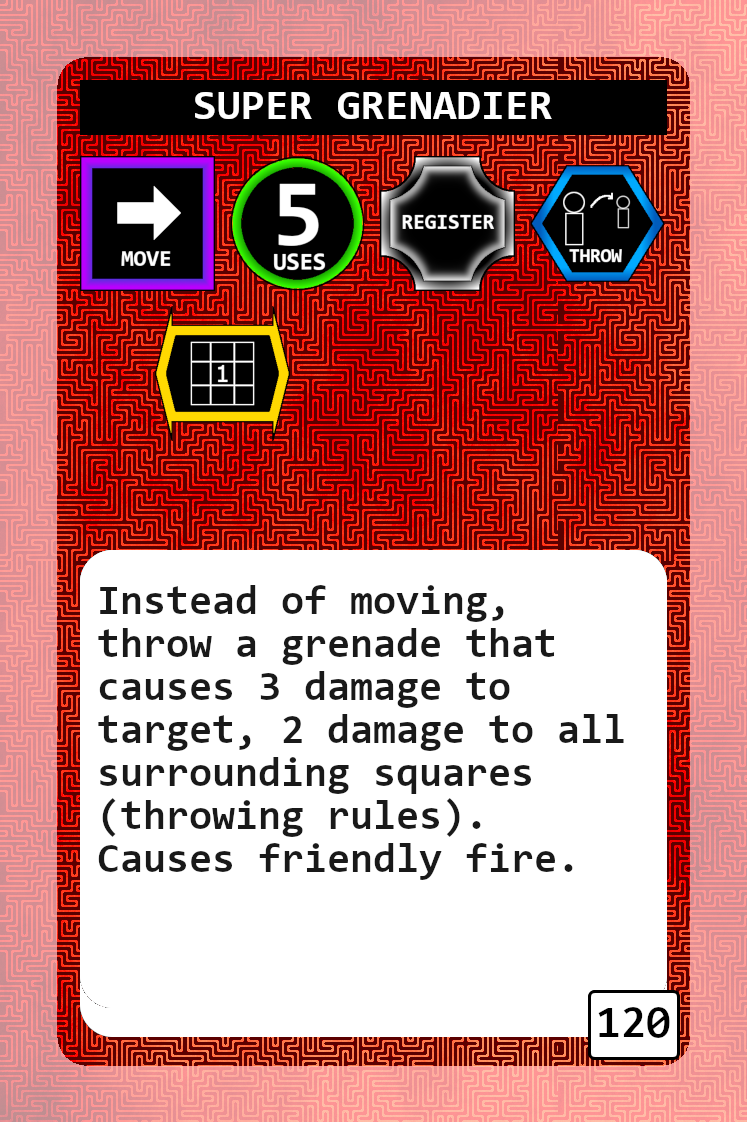 SUPER GRENADIER
MOVE
5
USES
REGISTER
THROW
1
Instead of moving,
throw a grenade that
causes 3 damage to
target, 2 damage to all
surrounding squares
(throwing rules).
Causes friendly fire.
120